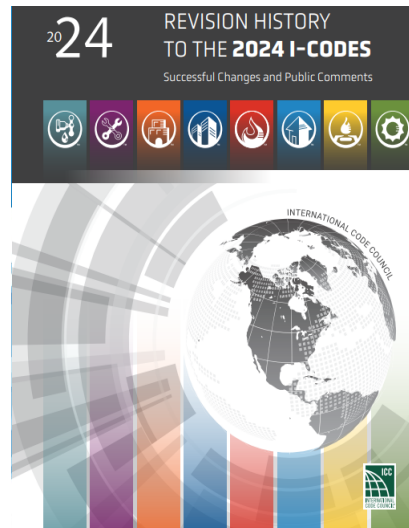 2024
REVISION HISTORY
TO THE 2024 I-CODES
Successful Changes and Public Comments
INTERNATIONAL CODE COUNCIL
ICC
INTERNATIONAL
CODE COUNCIL